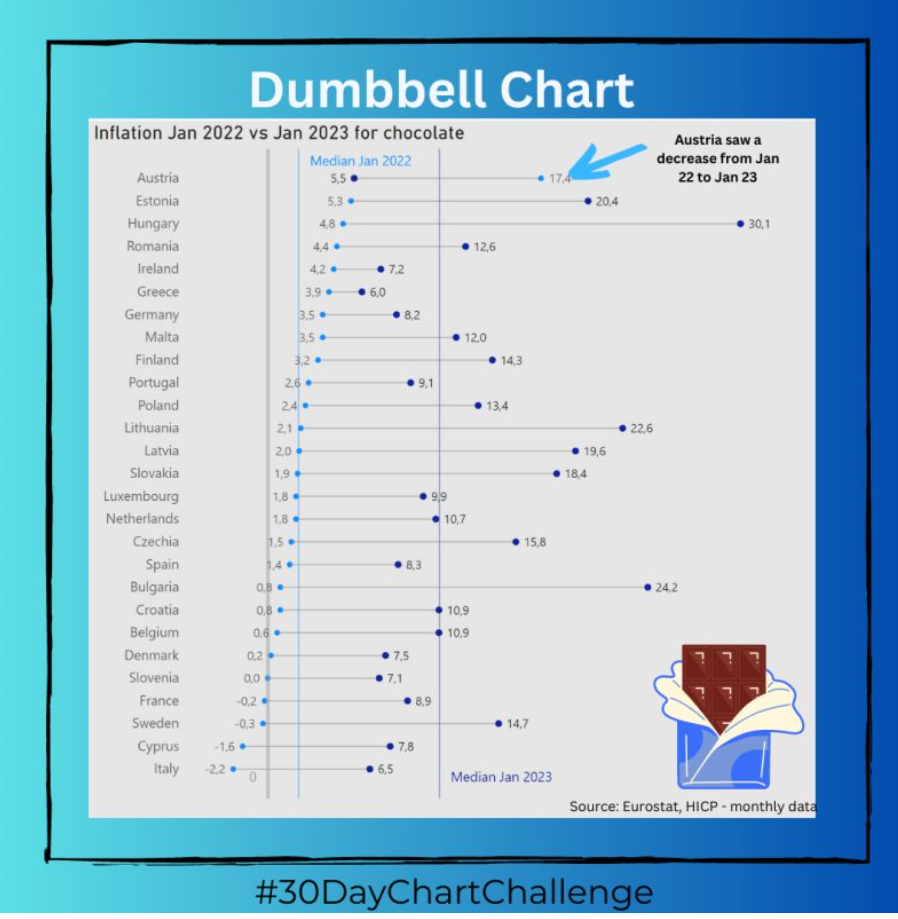 Dumbbell Chart
Inflation Jan 2022 vs Jan 2023 for chocolate
Austria saw a
decrease from Jan
22 to Jan 23
Median Jan 2022
Austria 5,5 17,4
Estonia 5,3 20,4
Hungary 4,8 30,1
Romania 4,4 12,6
Ireland 4,2 7,2
Greece 3,9 6,0
Germany 3,5 8,2
Malta 3,5 12,0
Finland 3,2 14,3
Portugal 2,6 9,1
Poland 2,4 13,4
Lithuania 2,1 22,6
Latvia 2,0 19,6
Slovakia 1,9 18,4
Luxembourg 1,8 9,9
Netherlands 1,8 10,7
Czechia 1,5 15,8
Spain 1,4 8,3
Bulgaria 0,8 24,2
Croatia 0,8 10,9
Belgium 0,6 10,9
Denmark 0,2 7,5
Slovenia 0,0 7,1
France -0,2 8,9
Sweden -0,3 14,7
Cyprus -1,6 7,8
Italy -2,2 6,5
0
Median Jan 2023
Source: Eurostat, HICP - monthly data
#30DayChartChallenge